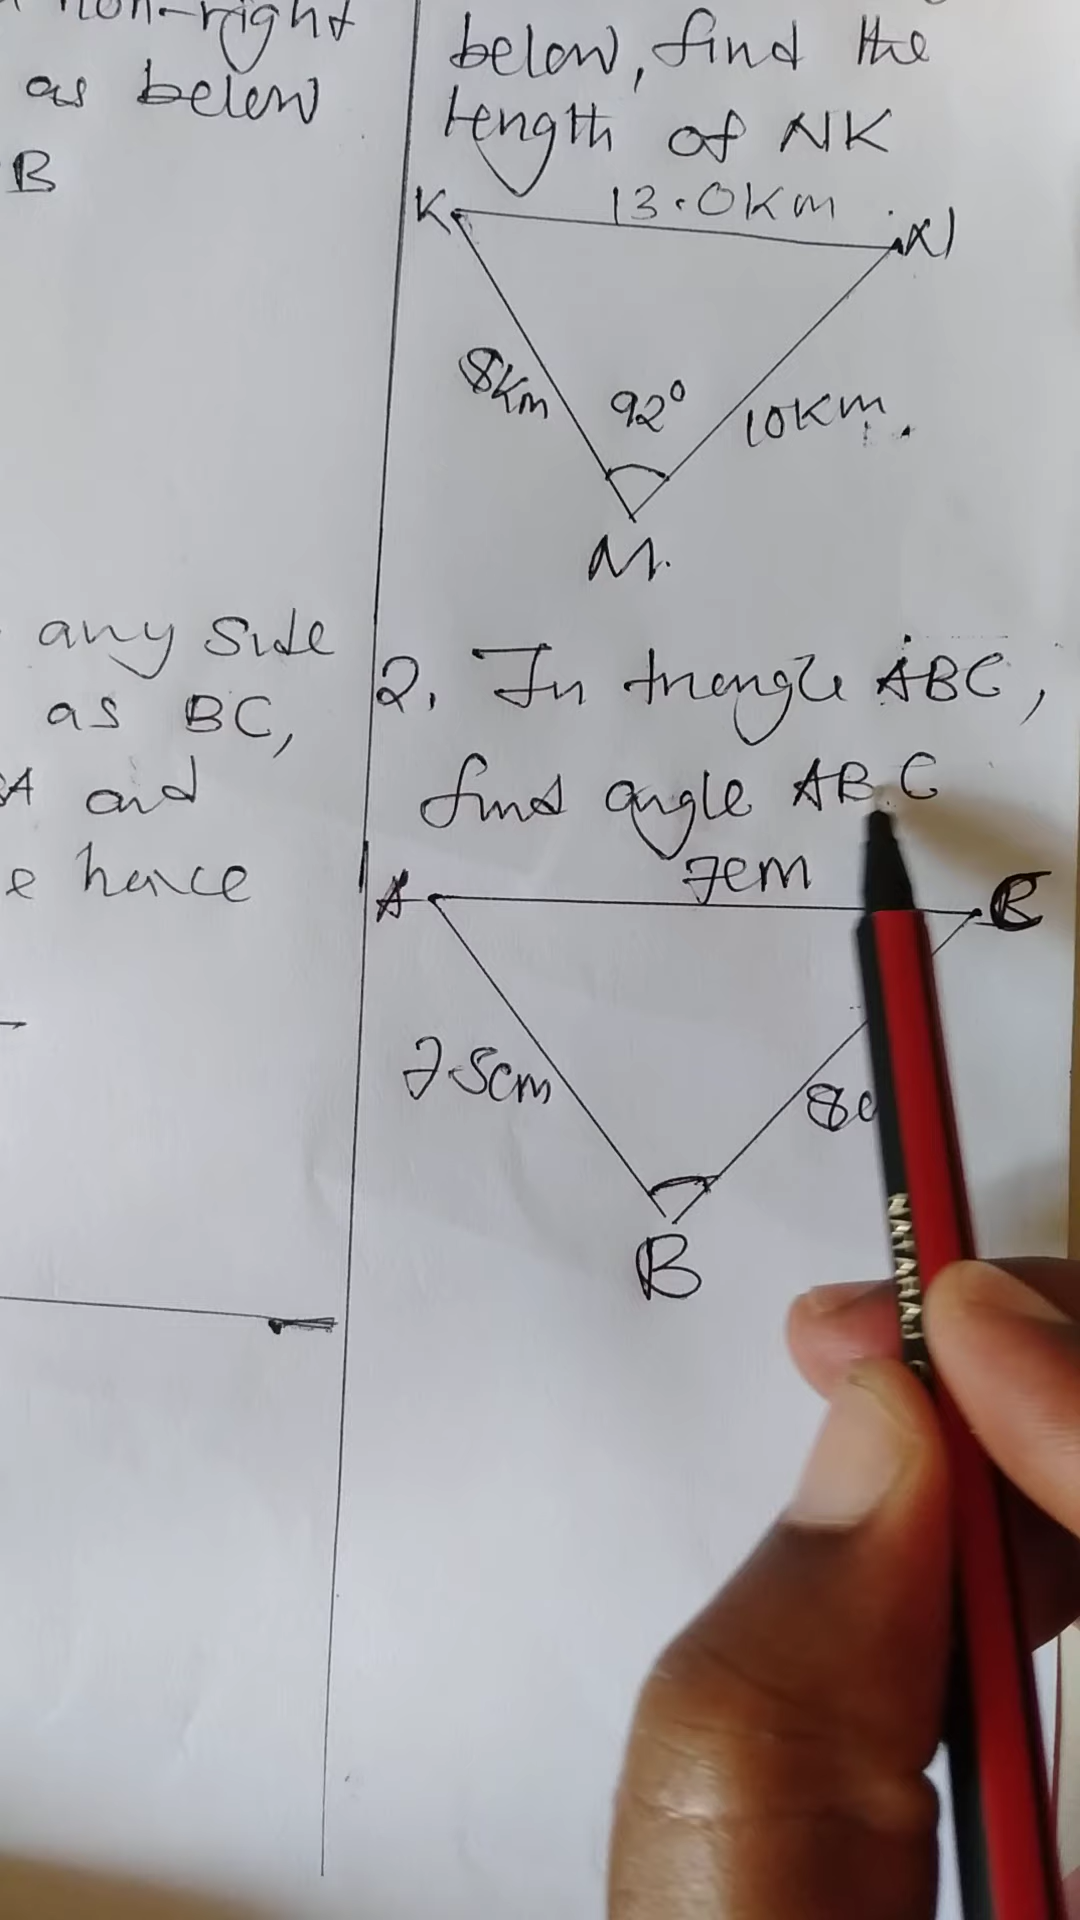 non-right
as below
B
any side
as BC,
and
hence
below, find the
length of NK
K 13.0Km N
8Km 92° 10Km.
M.
2. In triangle ABC,
find angle ABC
7cm
A C
7.5cm
B
NATARAJ